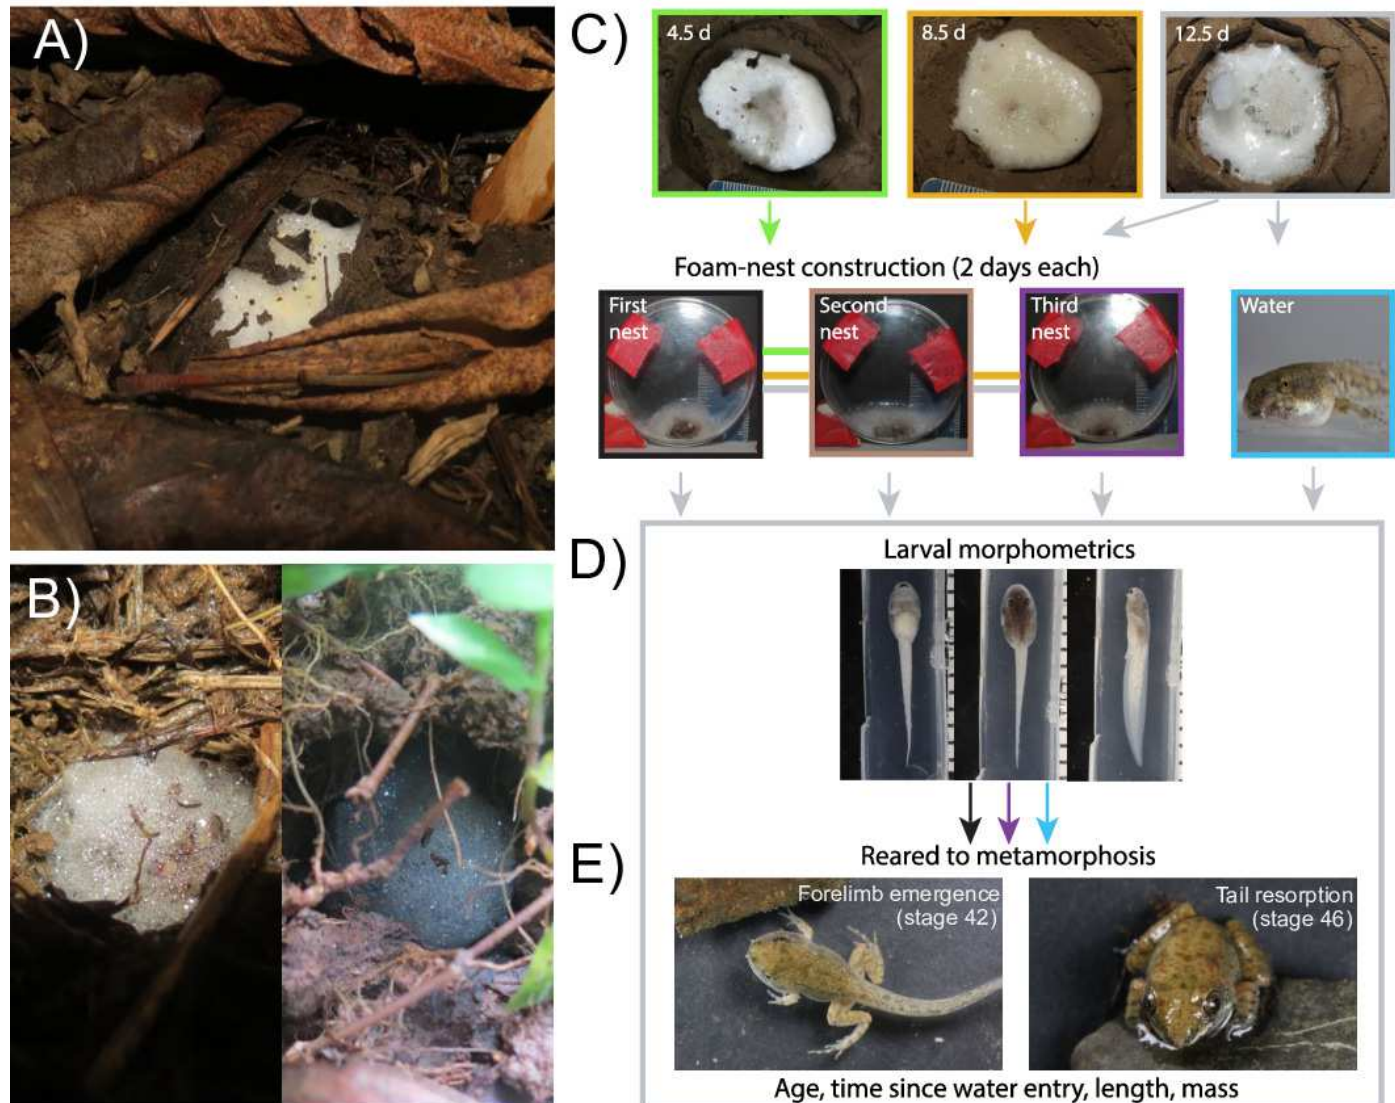 A)
B)
C)
4.5 d
8.5 d
12.5 d
Foam-nest construction (2 days each)
First
nest
Second
nest
Third
nest
Water
D)
Larval morphometrics
E)
Reared to metamorphosis
Forelimb emergence
(stage 42)
Tail resorption
(stage 46)
Age, time since water entry, length, mass